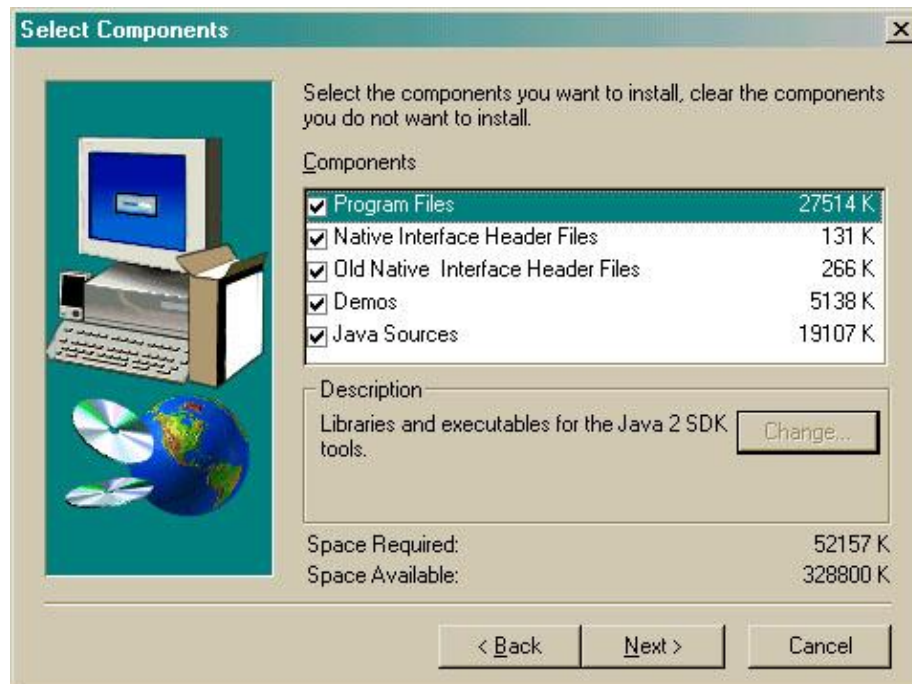 Select Components
Select the components you want to install, clear the components
you do not want to install.
Components
Program Files 27514 K
Native Interface Header Files 131 K
Old Native Interface Header Files 266 K
Demos 5138 K
Java Sources 19107 K
Description
Libraries and executables for the Java 2 SDK
tools.
Change...
Space Required: 52157 K
Space Available: 328800 K
< Back Next > Cancel